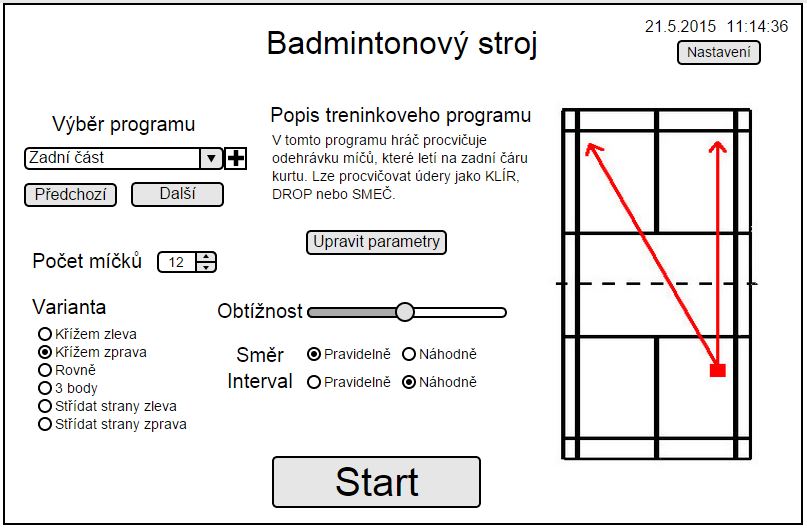 21.5.2015 11:14:36
Badmintonový stroj
Nastavení
Výběr programu
Zadní část
Předchozí
Další
Popis treninkoveho programu
V tomto programu hráč procvičuje
odehrávku míčů, které letí na zadní čáru
kurtu. Lze procvičovat údery jako KLÍR,
DROP nebo SMEČ.
Upravit parametry
Počet míčků 12
Varianta
Křížem zleva
Křížem zprava
Rovně
3 body
Střídat strany zleva
Střídat strany zprava
Obtížnost
Směr Pravidelně Náhodně
Interval Pravidelně Náhodně
Start